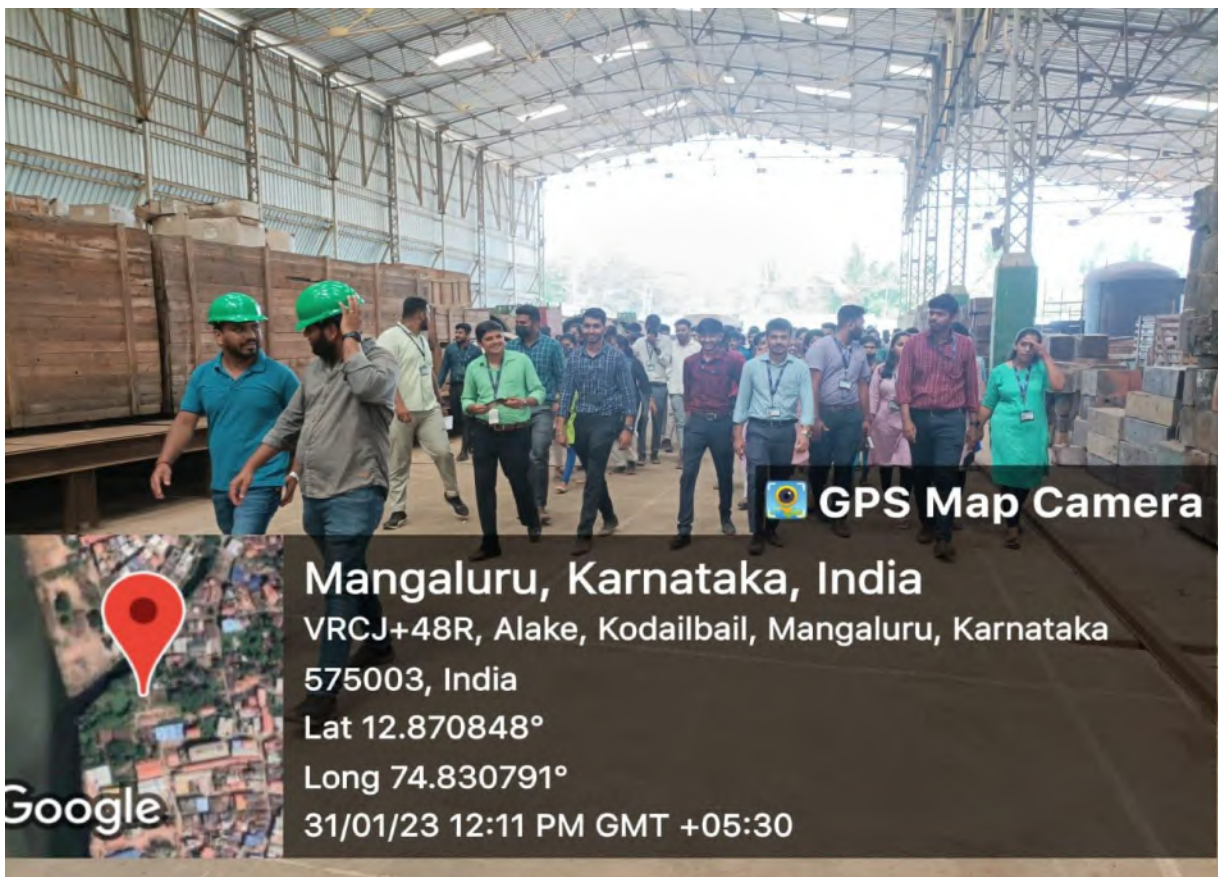 GPS Map Camera
Mangaluru, Karnataka, India
VRCJ+48R, Alake, Kodailbail, Mangaluru, Karnataka
575003, India
Lat 12.870848°
Long 74.830791°
31/01/23 12:11 PM GMT +05:30
Google